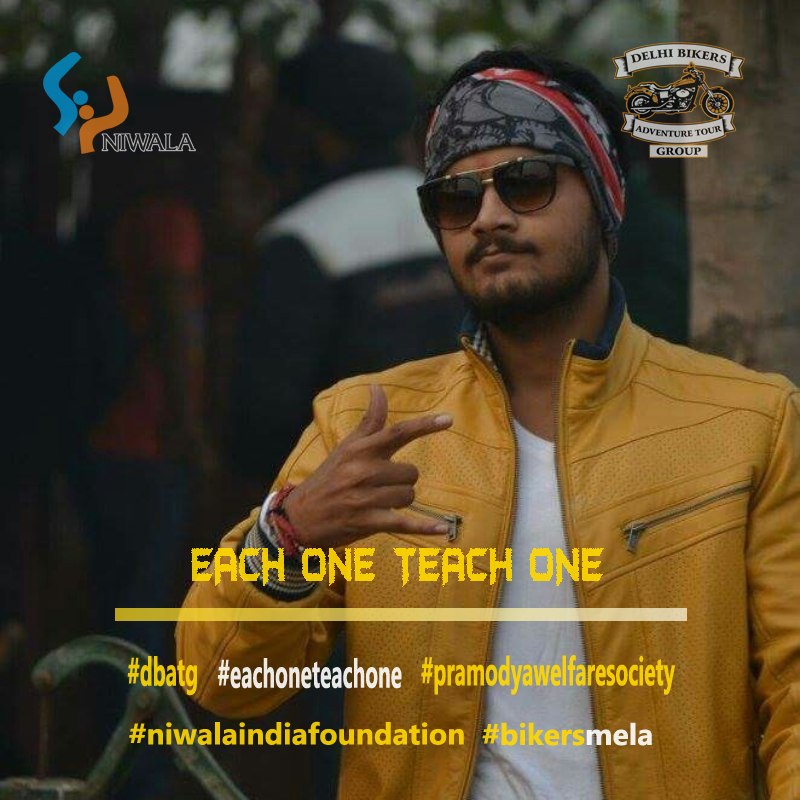 NIWALA
DELHI BIKERS
ADVENTURE TOUR
GROUP
EACH ONE TEACH ONE
#dbatg #eachoneteachone #pramodyawelfaresociety
#niwalaindiafoundation #bikersmela